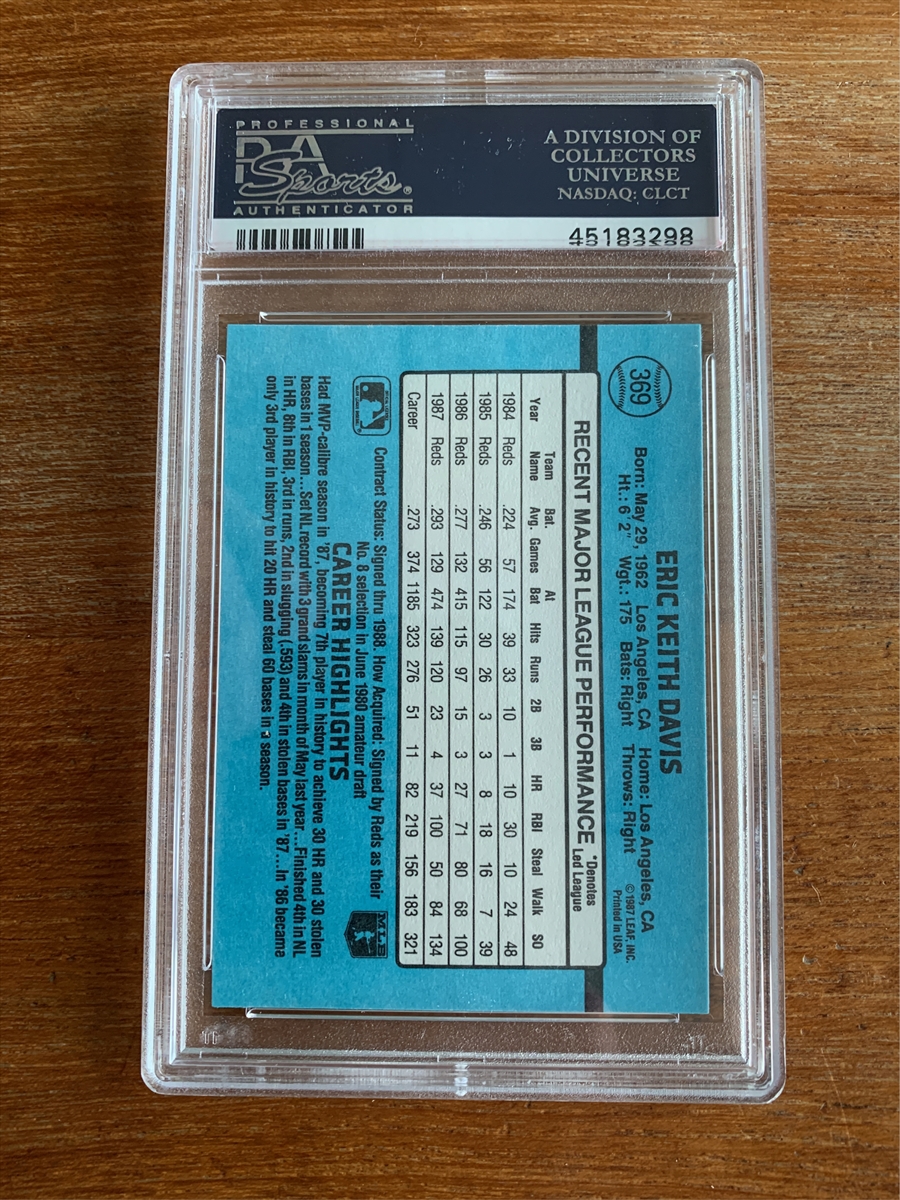 PROFESSIONAL
PSA
Sports®
AUTHENTICATOR
A DIVISION OF
COLLECTORS
UNIVERSE
NASDAQ: CLCT
45183298
369
ERIC KEITH DAVIS
Born: May 29, 1962 Los Angeles, CA Home: Los Angeles, CA
Ht.: 6' 2" Wgt.: 175 Bats: Right Throws: Right
©1987 LEAF, INC.
Printed in USA
RECENT MAJOR LEAGUE PERFORMANCE *Denotes Led League
Year Team Name Bat. Avg. Games At Bat Hits Runs 2B 3B HR RBI Steal Walk SO
1984 Reds .224 57 174 39 33 10 1 10 30 10 24 48
1985 Reds .246 56 122 30 26 3 3 8 18 16 7 39
1986 Reds .277 132 415 115 97 15 3 27 71 80 68 100
1987 Reds .293 129 474 139 120 23 4 37 100 50 84 134
Career .273 374 1185 323 276 51 11 82 219 156 183 321
Contract Status: Signed thru 1988. How Acquired: Signed by Reds as their
No. 8 selection in June 1980 amateur draft
MLB
CAREER HIGHLIGHTS
Had MVP-calibre season in '87, becoming 7th player in history to achieve 30 HR and 30 stolen
bases in 1 season...Set NL record with 3 grand slams in month of May last year...Finished 4th in NL
in HR, 8th in RBI, 3rd in runs, 2nd in slugging (.593) and 4th in stolen bases in '87...In '86 became
only 3rd player in history to hit 20 HR and steal 60 bases in a season.